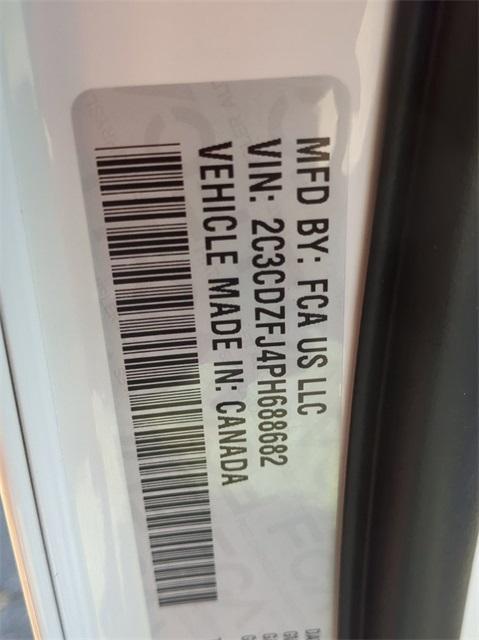 MFD BY: FCA US LLC
VIN: 2C3CDZFJ4PH688682
VEHICLE MADE IN: CANADA